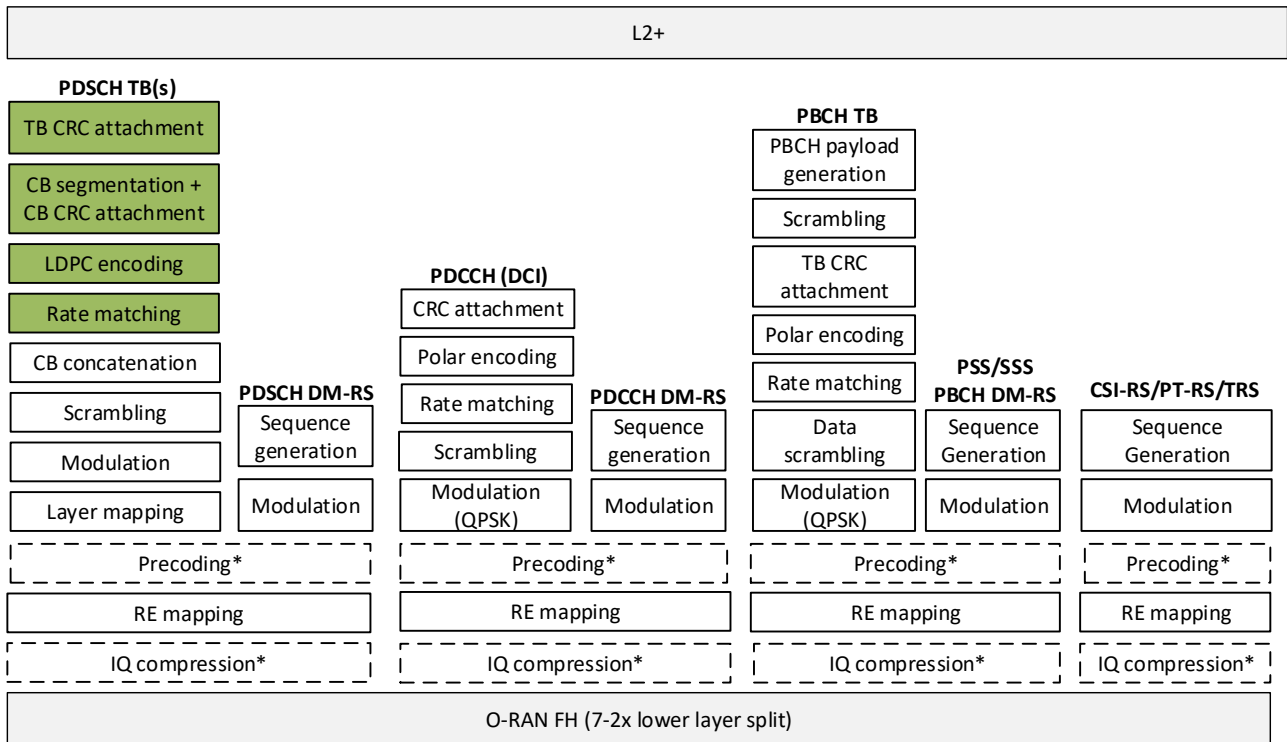 L2+
PDSCH TB(s)
TB CRC attachment
CB segmentation +
CB CRC attachment
LDPC encoding
Rate matching
CB concatenation
Scrambling
Modulation
Layer mapping
PDSCH DM-RS
Sequence
generation
Modulation
Precoding*
RE mapping
IQ compression*
PDCCH (DCI)
CRC attachment
Polar encoding
Rate matching
Scrambling
Modulation
(QPSK)
PDCCH DM-RS
Sequence
generation
Modulation
Precoding*
RE mapping
IQ compression*
PBCH TB
PBCH payload
generation
Scrambling
TB CRC
attachment
Polar encoding
Rate matching
Data
scrambling
Modulation
(QPSK)
PSS/SSS
PBCH DM-RS
Sequence
Generation
Modulation
Precoding*
RE mapping
IQ compression*
CSI-RS/PT-RS/TRS
Sequence
Generation
Modulation
Precoding*
RE mapping
IQ compression*
O-RAN FH (7-2x lower layer split)